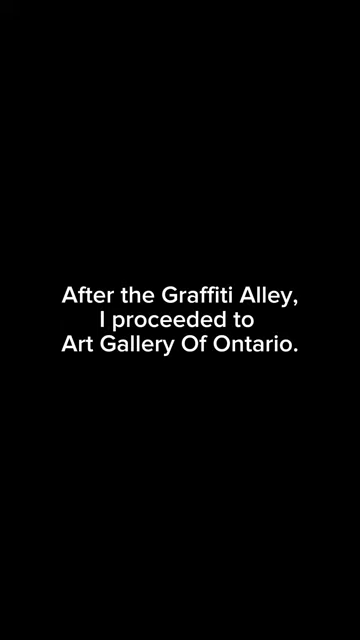 After the Graffiti Alley,
I proceeded to
Art Gallery Of Ontario.